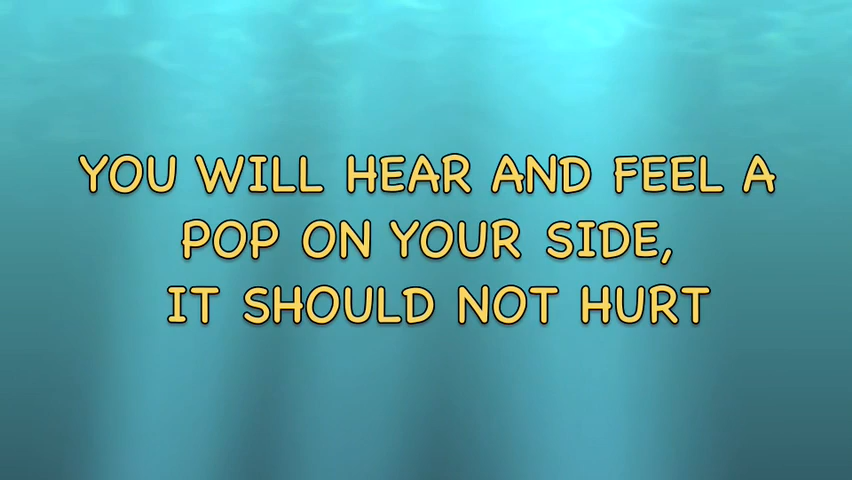 YOU WILL HEAR AND FEEL A
POP ON YOUR SIDE,
IT SHOULD NOT HURT